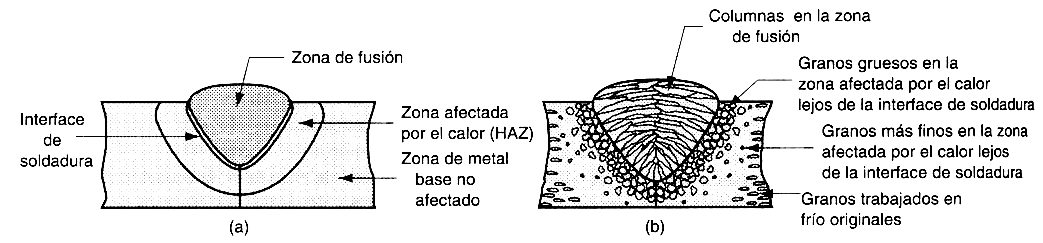 Zona de fusión
Interface
de
soldadura
Zona afectada
por el calor (HAZ)
Zona de metal
base no
afectado
(a)
Columnas en la zona
de fusión
Granos gruesos en la
zona afectada por el calor
lejos de la interface de soldadura
Granos más finos en la zona
afectada por el calor lejos
de la interface de soldadura
Granos trabajados en
frío originales
(b)